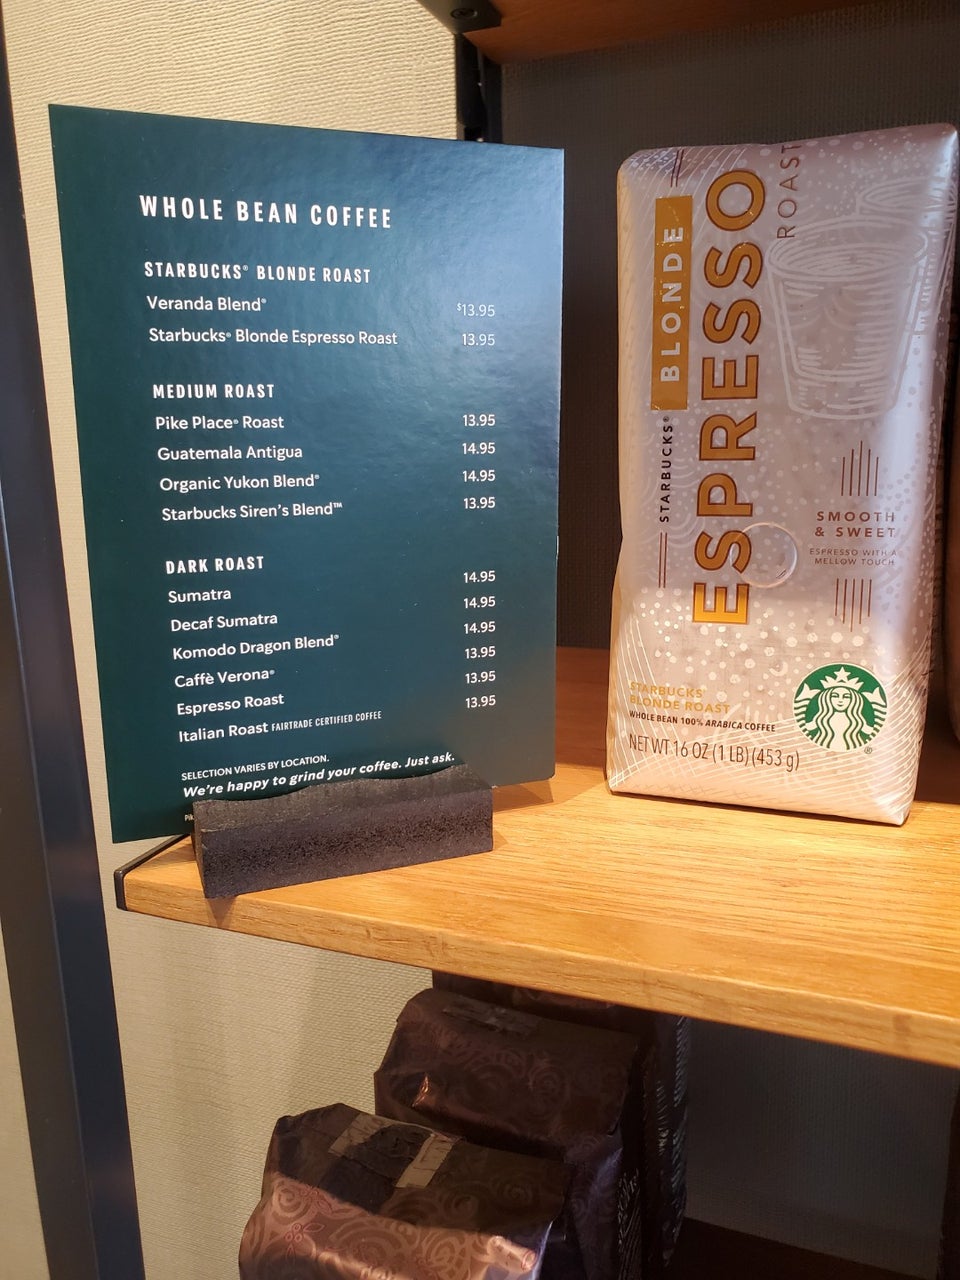 WHOLE BEAN COFFEE
STARBUCKS® BLONDE ROAST
Veranda Blend® $13.95
Starbucks® Blonde Espresso Roast 13.95
MEDIUM ROAST
Pike Place® Roast 13.95
Guatemala Antigua 14.95
Organic Yukon Blend® 14.95
Starbucks Siren's Blend™ 13.95
DARK ROAST
Sumatra 14.95
Decaf Sumatra 14.95
Komodo Dragon Blend® 14.95
Caffè Verona® 13.95
Espresso Roast 13.95
Italian Roast FAIRTRADE CERTIFIED COFFEE 13.95
SELECTION VARIES BY LOCATION.
We're happy to grind your coffee. Just ask.
STARBUCKS® BLONDE
ESPRESSO
ROAST
SMOOTH
& SWEET
ESPRESSO WITH A
MELLOW TOUCH
STARBUCKS®
BLONDE ROAST
WHOLE BEAN 100% ARABICA COFFEE
NET WT 16 OZ (1 LB) (453 g)